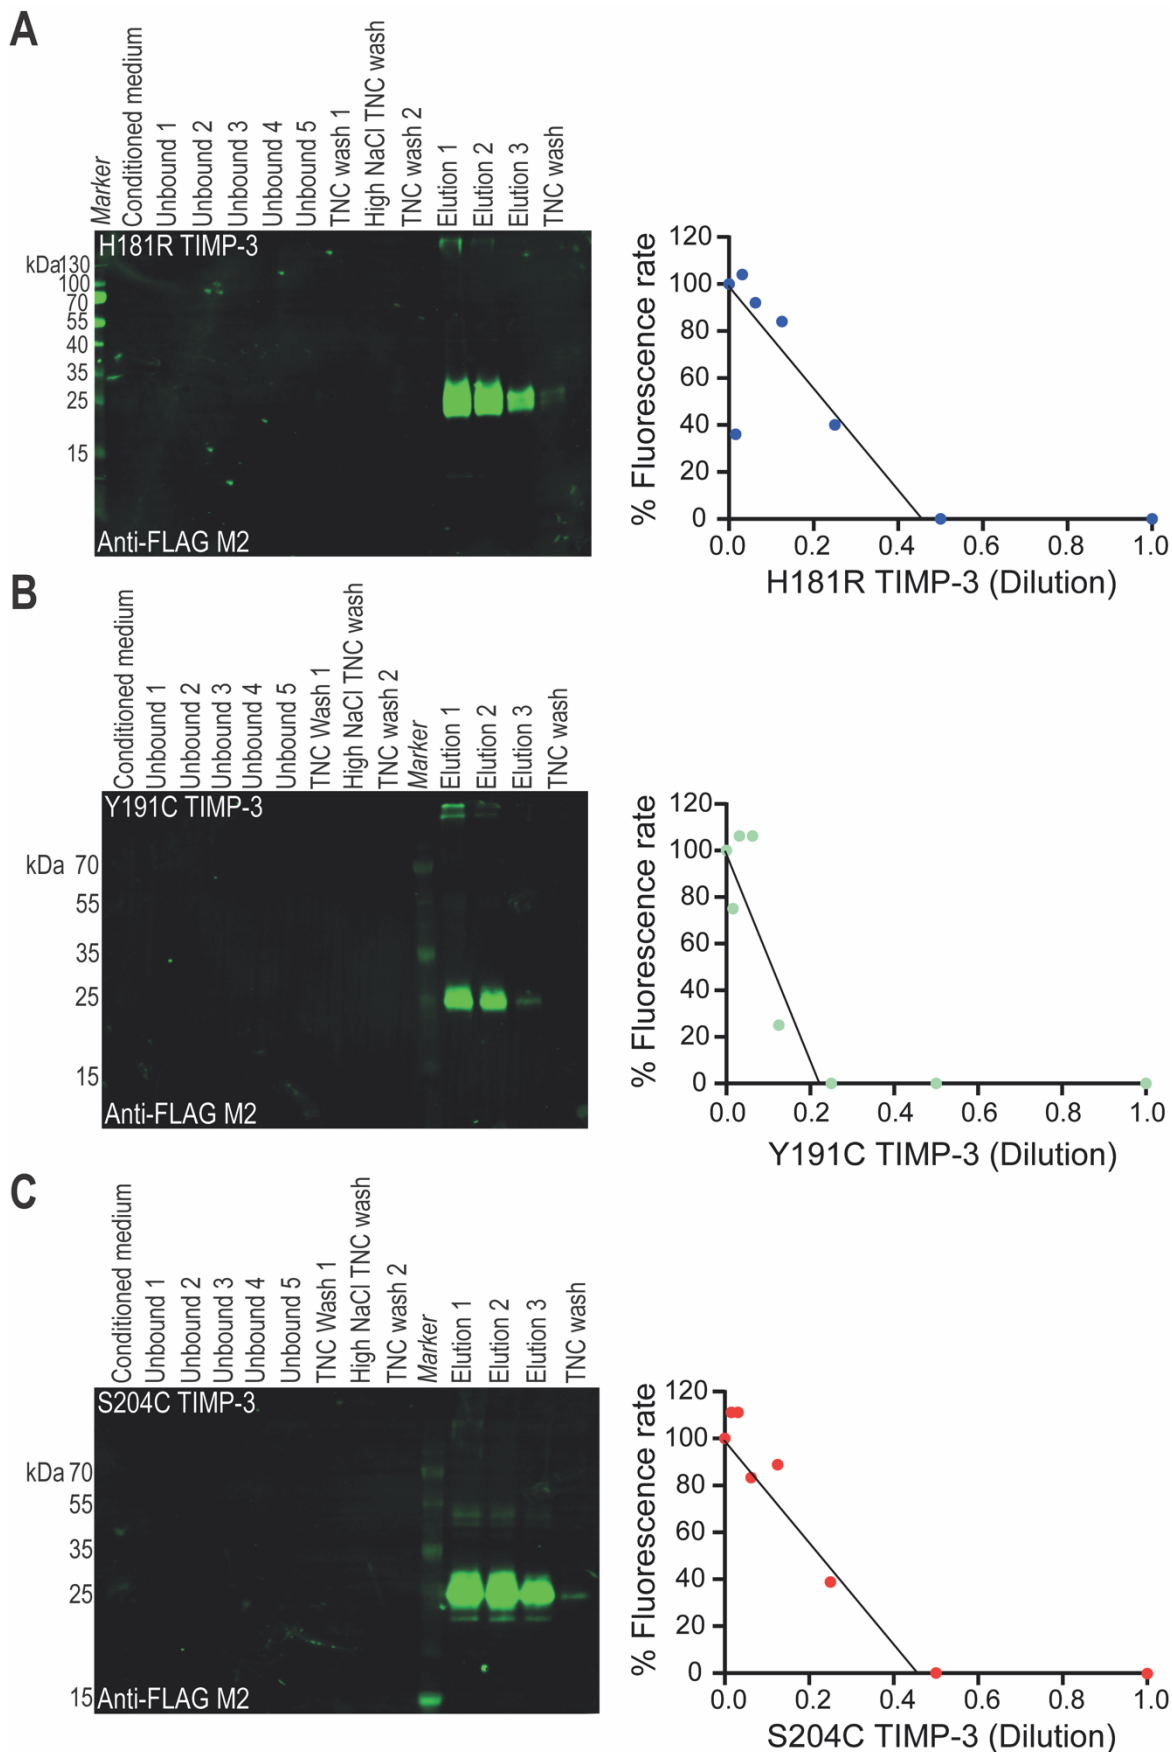 A
Marker
Conditioned medium
Unbound 1
Unbound 2
Unbound 3
Unbound 4
Unbound 5
TNC wash 1
High NaCl TNC wash
TNC wash 2
Elution 1
Elution 2
Elution 3
TNC wash
H181R TIMP-3
kDa130
100
70
55
40
35
25
15
Anti-FLAG M2
% Fluorescence rate
120
100
80
60
40
20
0
0.0 0.2 0.4 0.6 0.8 1.0
H181R TIMP-3 (Dilution)
B
Conditioned medium
Unbound 1
Unbound 2
Unbound 3
Unbound 4
Unbound 5
TNC Wash 1
High NaCl TNC wash
TNC wash 2
Marker
Elution 1
Elution 2
Elution 3
TNC wash
Y191C TIMP-3
kDa 70
55
35
25
15
Anti-FLAG M2
% Fluorescence rate
120
100
80
60
40
20
0
0.0 0.2 0.4 0.6 0.8 1.0
Y191C TIMP-3 (Dilution)
C
Conditioned medium
Unbound 1
Unbound 2
Unbound 3
Unbound 4
Unbound 5
TNC Wash 1
High NaCl TNC wash
TNC wash 2
Marker
Elution 1
Elution 2
Elution 3
TNC wash
S204C TIMP-3
kDa 70
55
35
25
15
Anti-FLAG M2
% Fluorescence rate
120
100
80
60
40
20
0
0.0 0.2 0.4 0.6 0.8 1.0
S204C TIMP-3 (Dilution)